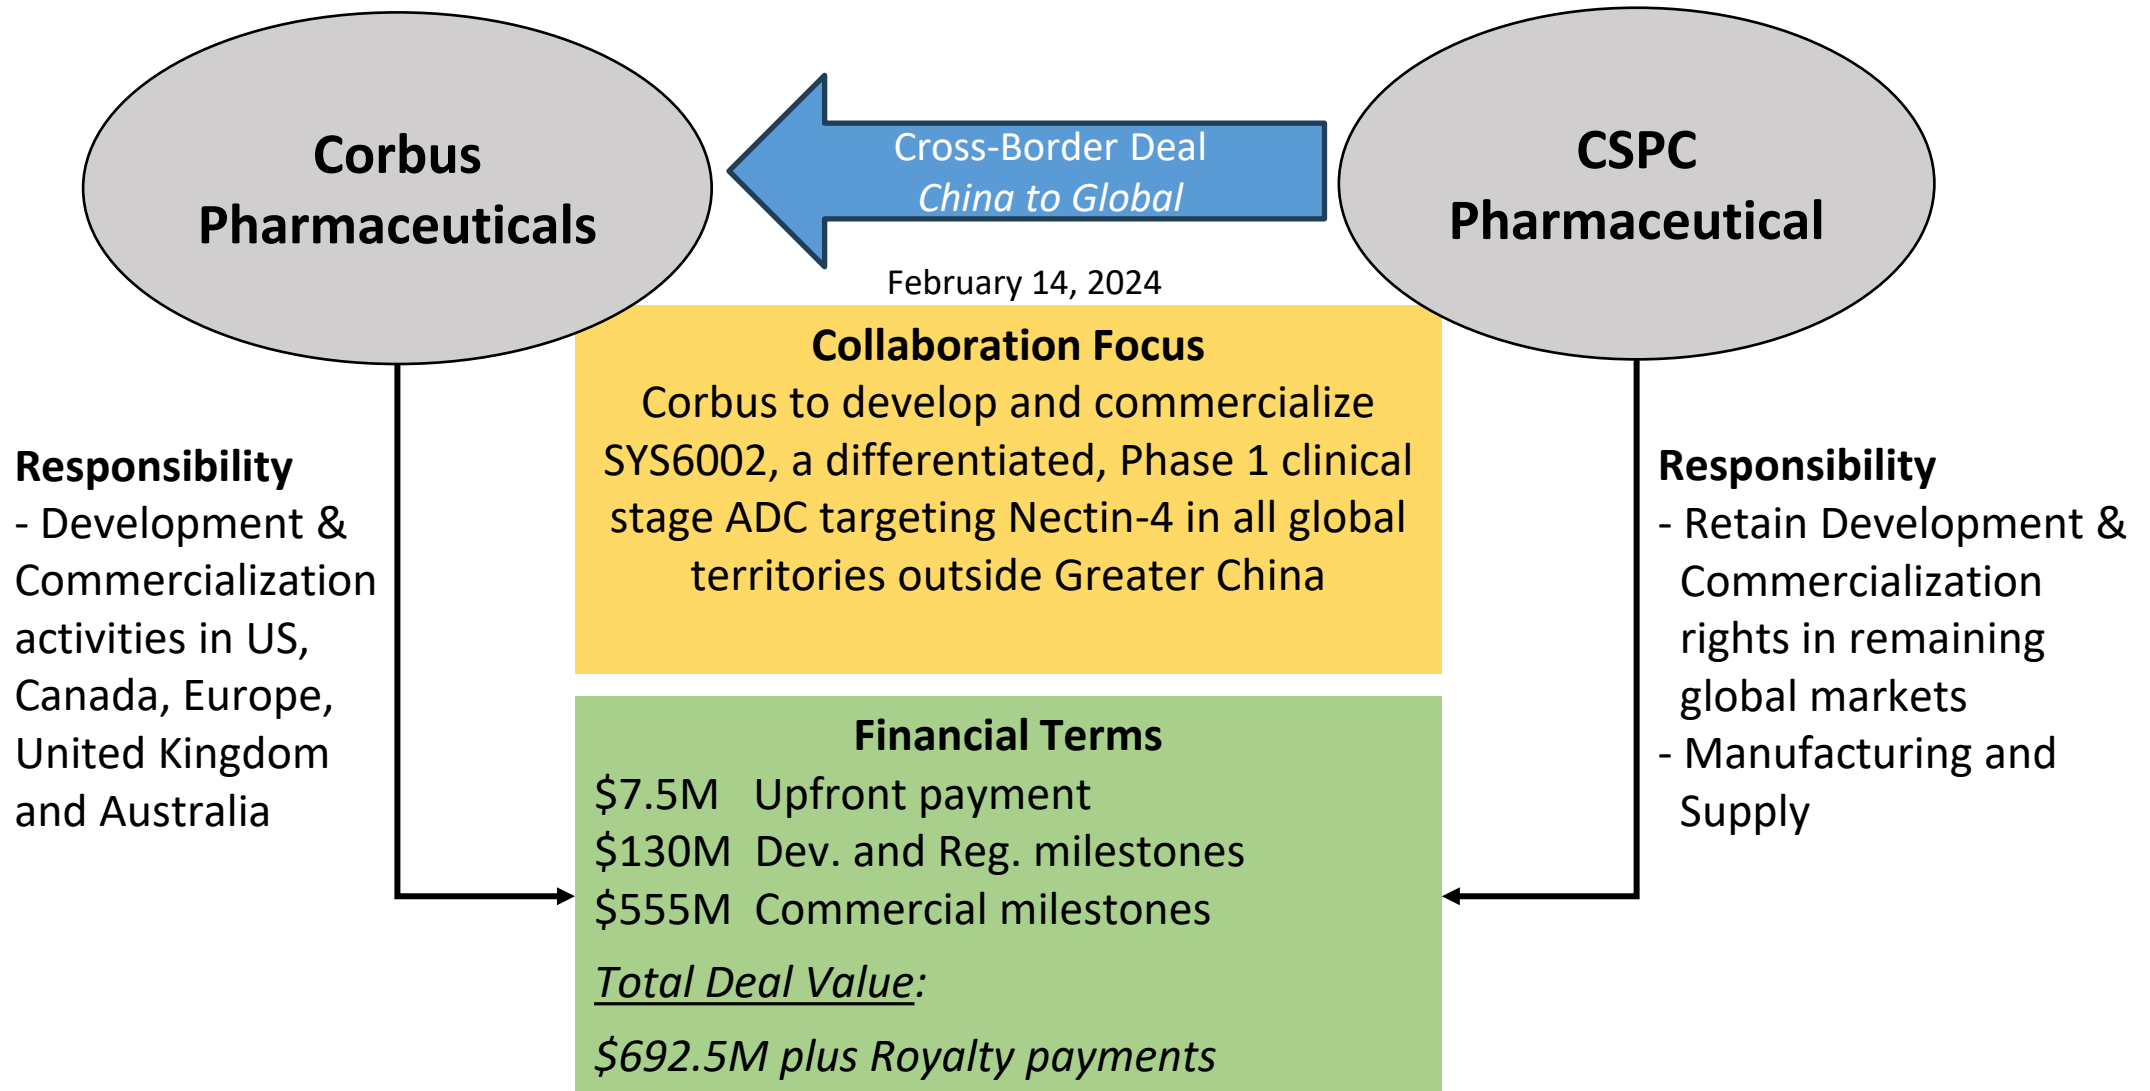 Corbus
Pharmaceuticals
Cross-Border Deal
China to Global
CSPC
Pharmaceutical
February 14, 2024
Collaboration Focus
Corbus to develop and commercialize
SYS6002, a differentiated, Phase 1 clinical
stage ADC targeting Nectin-4 in all global
territories outside Greater China
Responsibility
- Development &
Commercialization
activities in US,
Canada, Europe,
United Kingdom
and Australia
Responsibility
- Retain Development &
Commercialization
rights in remaining
global markets
- Manufacturing and
Supply
Financial Terms
$7.5M Upfront payment
$130M Dev. and Reg. milestones
$555M Commercial milestones
Total Deal Value:
$692.5M plus Royalty payments